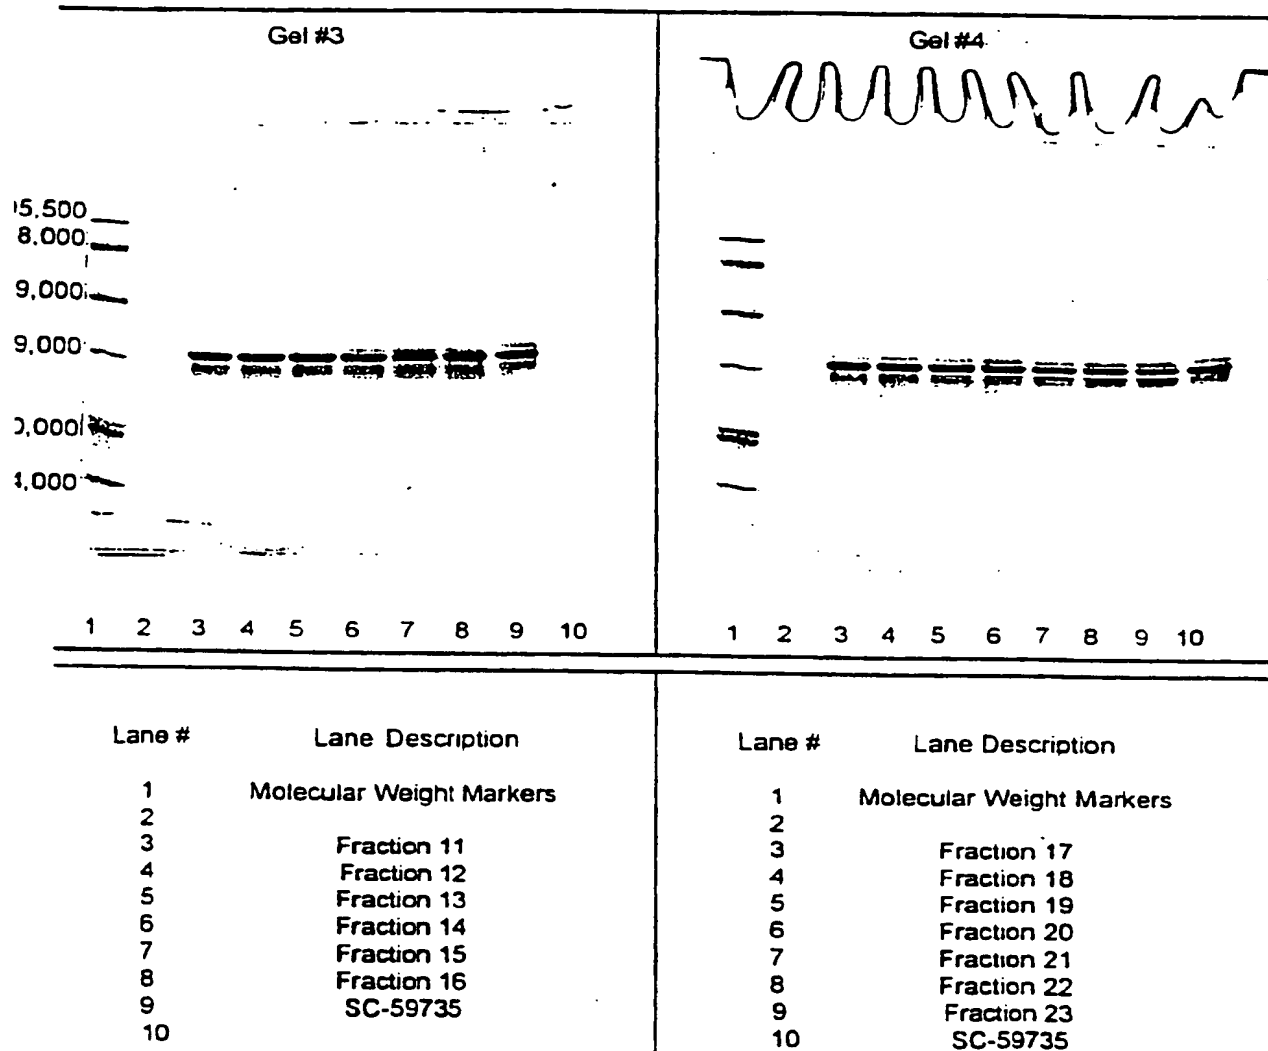 Gel #3
5,500
8.000
9,000
9,000
0,000
4,000
1 2 3 4 5 6 7 8 9 10
Lane # Lane Description
1 Molecular Weight Markers
2
3 Fraction 11
4 Fraction 12
5 Fraction 13
6 Fraction 14
7 Fraction 15
8 Fraction 16
9 SC-59735
10
Gel #4
1 2 3 4 5 6 7 8 9 10
Lane # Lane Description
1 Molecular Weight Markers
2
3 Fraction 17
4 Fraction 18
5 Fraction 19
6 Fraction 20
7 Fraction 21
8 Fraction 22
9 Fraction 23
10 SC-59735